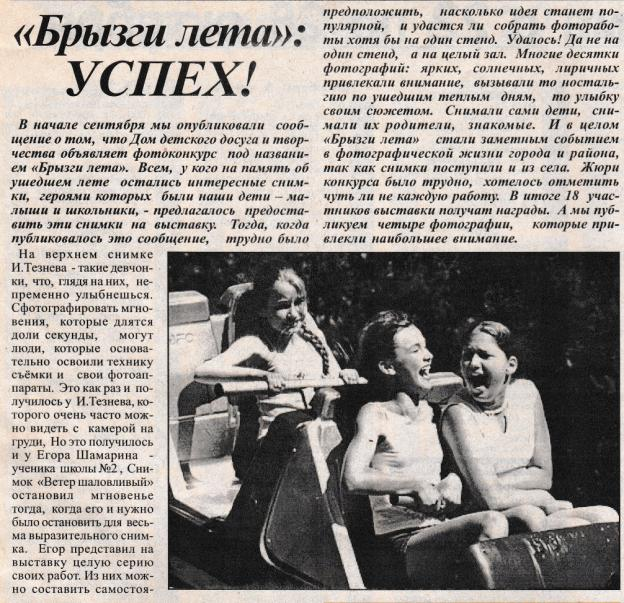 «Брызги лета»:
УСПЕХ!
В начале сентября мы опубликовали сооб-
щение о том, что Дом детского досуга и твор-
чества объявляет фотоконкурс под названи-
ем «Брызги лета». Всем, у кого на память об
ушедшем лете остались интересные сним-
ки, героями которых были наши дети – ма-
лыши и школьники, - предлагалось предоста-
вить эти снимки на выставку. Тогда, когда
публиковалось это сообщение, трудно было
предположить, насколько идея станет по-
пулярной, и удастся ли собрать фоторабо-
ты хотя бы на один стенд. Удалось! Да не на
один стенд, а на целый зал. Многие десятки
фотографий: ярких, солнечных, лиричных
привлекали внимание, вызывали то носталь-
гию по ушедшим теплым дням, то улыбку
своим сюжетом. Снимали сами дети, сни-
мали их родители, знакомые. И в целом
«Брызги лета» стали заметным событием
в фотографической жизни города и района,
так как снимки поступили и из села. Жюри
конкурса было трудно, хотелось отметить
чуть ли не каждую работу. В итоге 18 учас-
тников выставки получат награды. А мы пуб-
ликуем четыре фотографии, которые при-
влекли наибольшее внимание.
На верхнем снимке
И.Тезнева - такие девчон-
ки, что, глядя на них, не-
пременно улыбнешься.
Сфотографировать мгно-
вения, которые длятся
доли секунды, могут
люди, которые основа-
тельно освоили технику
съёмки и свои фотоап-
параты. Это как раз и по-
лучилось у И.Тезнева, ко-
торого очень часто мож-
но видеть с камерой на
груди, Но это получилось
и у Егора Шамарина -
ученика школы №2, Сни-
мок «Ветер шаловливый»
остановил мгновенье
тогда, когда его и нужно
было остановить для весь-
ма выразительного сним-
ка. Егор представил на
выставку целую серию
своих работ. Из них мож-
но составить самостоя-